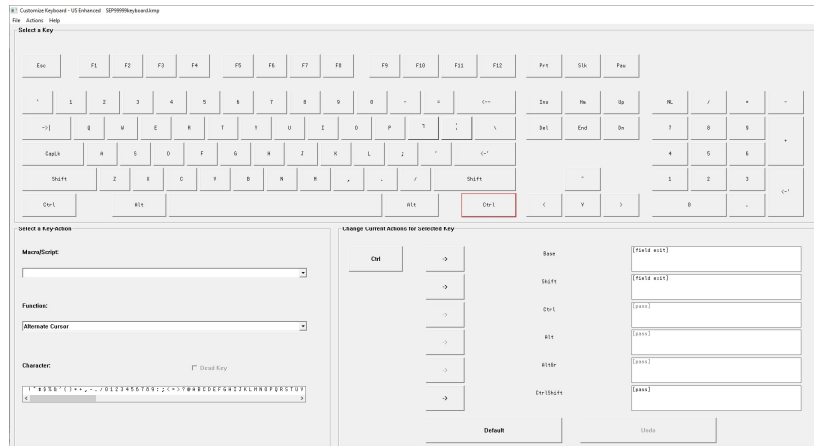 Customize Keyboard - US Enhanced SEP99999keyboard.kmp
File Actions Help
Select a Key
Esc F1 F2 F3 F4 F5 F6 F7 F8 F9 F10 F11 F12 Prt Slk Pau
' 1 2 3 4 5 6 7 8 9 0 - = <-- Ins Hm Up NL / * -
->| Q W E R T Y U I O P \ Del End Dn 7 8 9 +
CapLk A S D F G H J K L ; ' <-' 4 5 6
Shift Z X C V B N M , . / Shift ^ 1 2 3 <-'
Ctrl Alt Alt Ctrl < V > 0 .
Select a Key-Action
Change Current Actions for Selected Key
Macro/Script:
Ctrl -> Base [field exit]
-> Shift [field exit]
Function:
-> Ctrl [pass]
Alternate Cursor
-> Alt [pass]
Character: Dead Key
-> AltGr [pass]
!"#$%&'()*+,-./0123456789:;<=>?@ABCDEFGHIJKLMNOPQRSTUV
-> CtrlShift [pass]
Default Undo